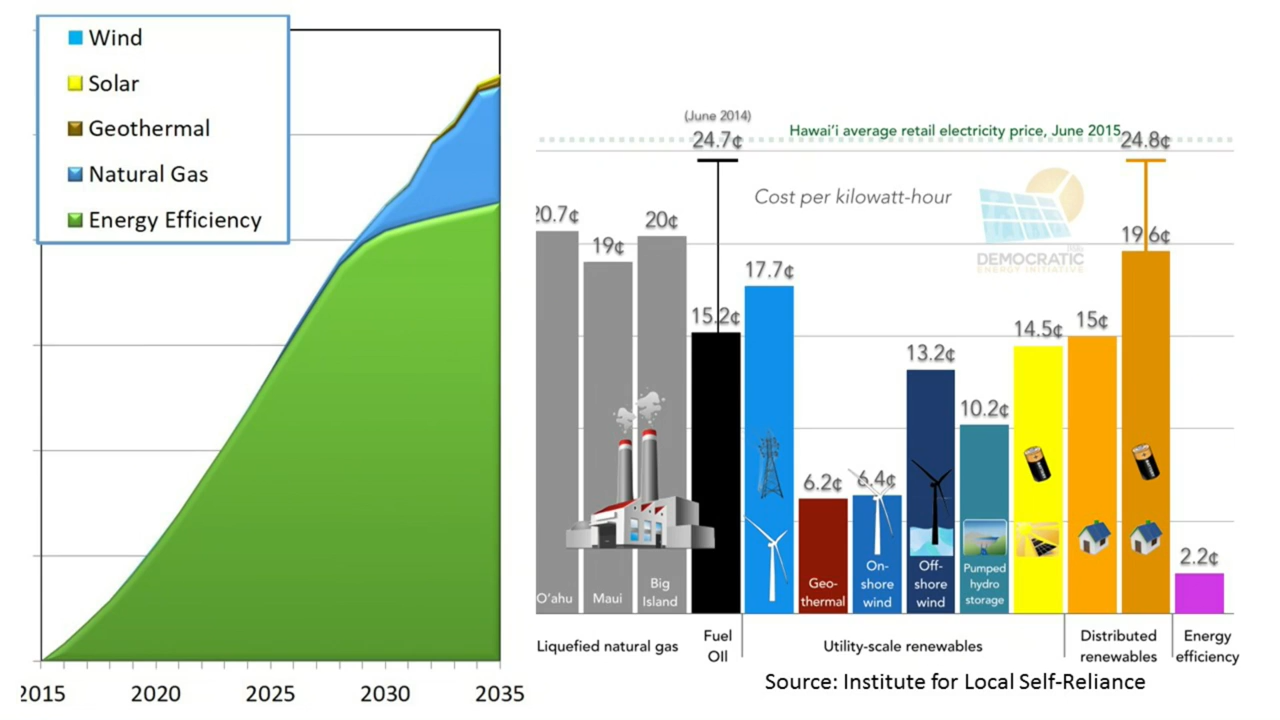 Wind
Solar
Geothermal
Natural Gas
Energy Efficiency
2015
2020
2025
2030
2035
(June 2014)
24.7¢
Hawai‘i average retail electricity price, June 2015
24.8¢
Cost per kilowatt-hour
DEMOCRATIC
ENERGY INITIATIVE
20.7¢
19¢
20¢
15.2¢
17.7¢
6.2¢
6.4¢
13.2¢
10.2¢
14.5¢
15¢
19.6¢
2.2¢
O‘ahu
Maui
Big
Island
Geo-
thermal
On-
shore
wind
Off-
shore
wind
Pumped
hydro
storage
Liquefied natural gas
Fuel
OIl
Utility-scale renewables
Distributed
renewables
Energy
efficiency
Source: Institute for Local Self-Reliance